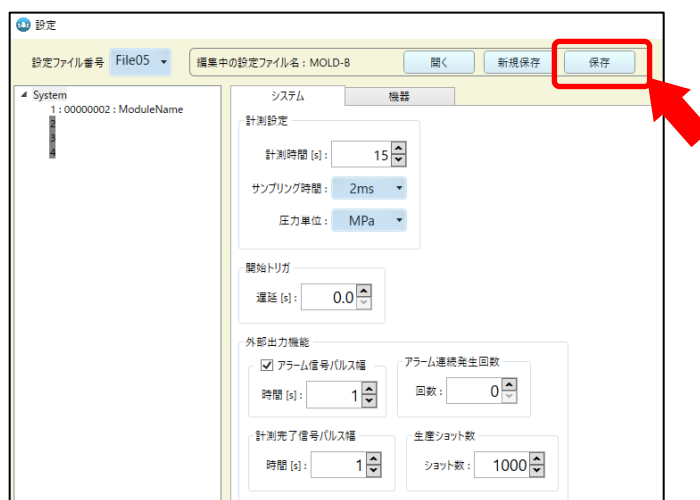 設定
設定ファイル番号 File05 編集中の設定ファイル名：MOLD-B 開く 新規保存 保存
System
1 : 00000002 : ModuleName
2
3
4
システム 機器
計測設定
計測時間 [s]： 15
サンプリング時間： 2ms
圧力単位： MPa
開始トリガ
遅延 [s]： 0.0
外部出力機能
アラーム信号パルス幅 アラーム連続発生回数
時間 [s]： 1 回数： 0
計測完了信号パルス幅 生産ショット数
時間 [s]： 1 ショット数： 1000